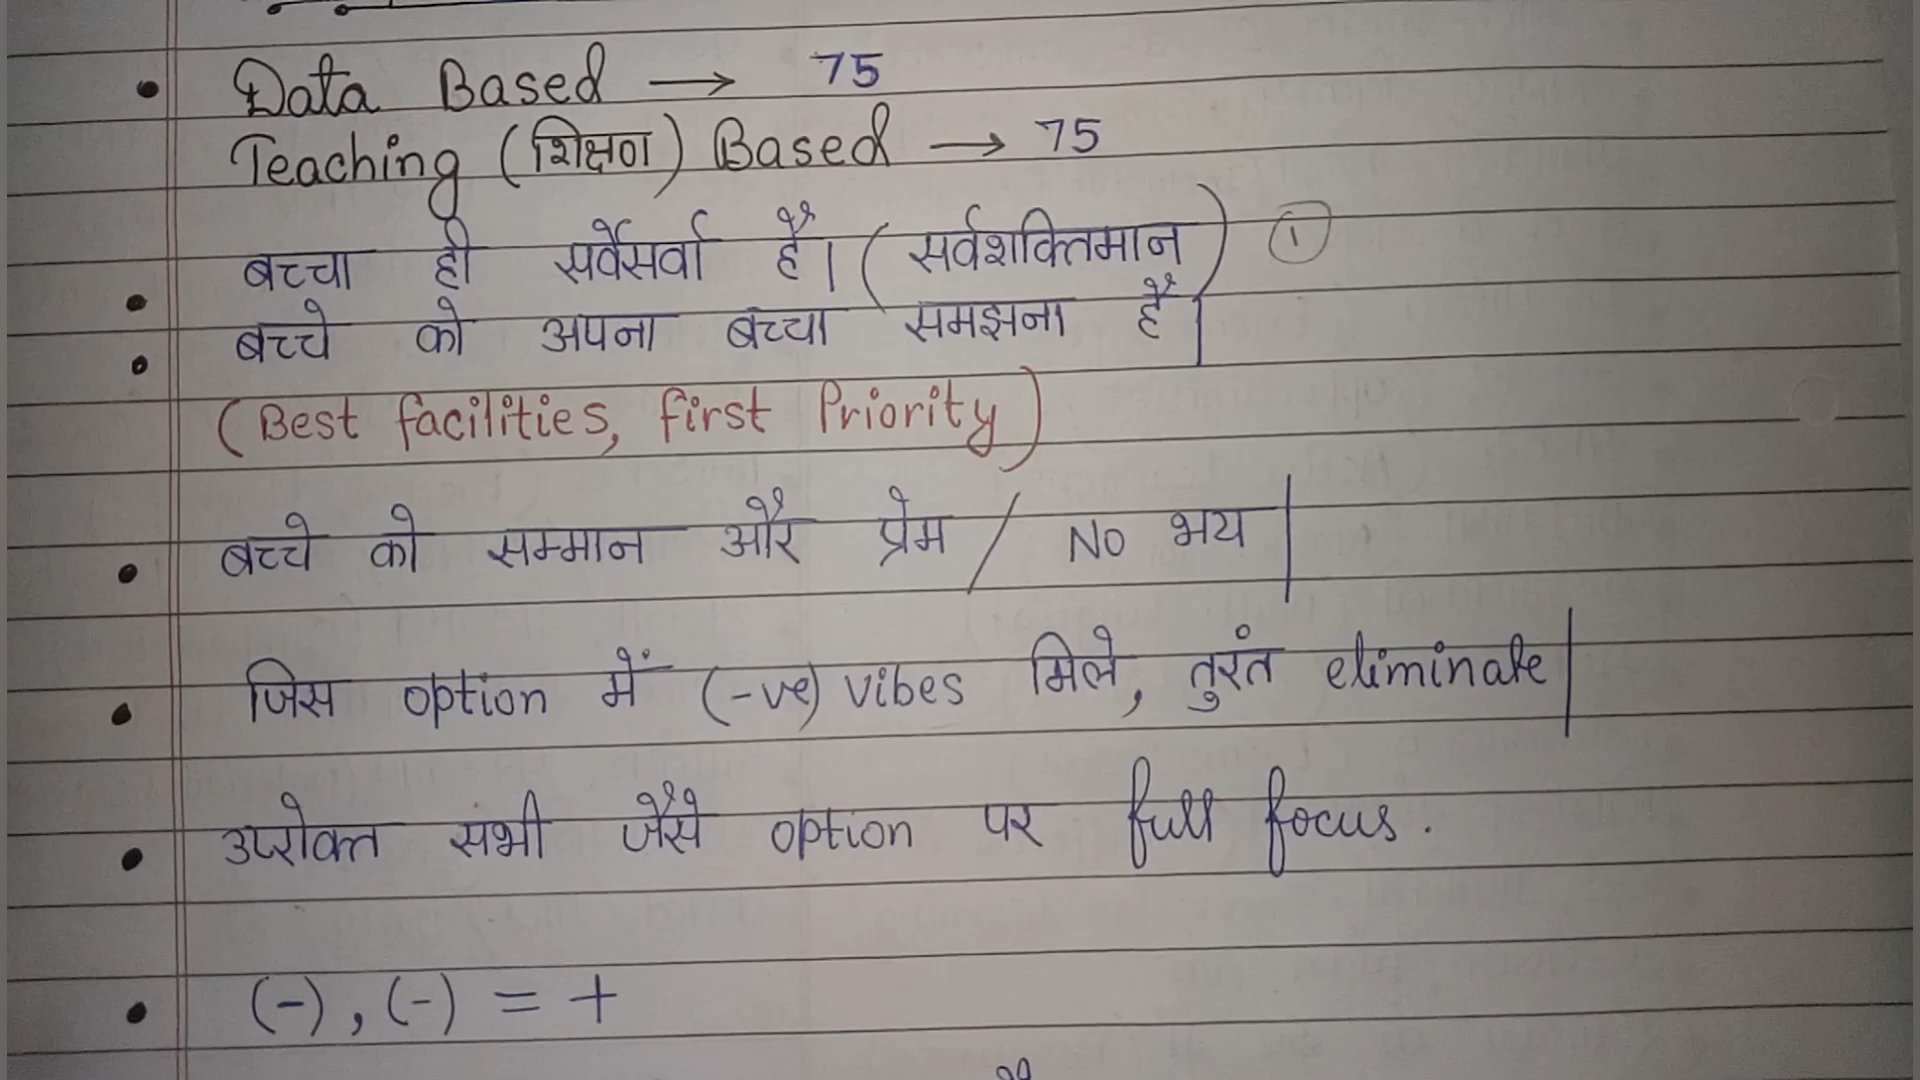 Data Based → 75
Teaching (शिक्षण) Based → 75
बच्चा ही सर्वेसर्वा है। (सर्वशक्तिमान) ①
बच्चे को अपना बच्चा समझना है।
(Best facilities, first Priority)
बच्चे को सम्मान और प्रेम / No भय |
जिस option में (-ve) vibes मिले, तुरंत eliminate |
उपरोक्त सभी जैसे option पर full focus.
(-), (-) = +